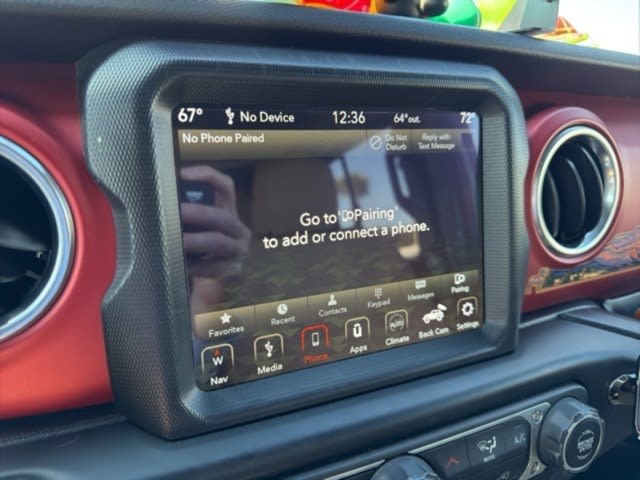 67° No Device 12:36 64°out. 72°
No Phone Paired
Do Not
Disturb
Reply with
Text Message
Go to 'Pairing'
to add or connect a phone.
Favorites Recent Contacts Keypad Messages Pairing
W
Nav Media Phone
ū
Apps
AUTO
Climate Back Cam Settings
MODE A/C